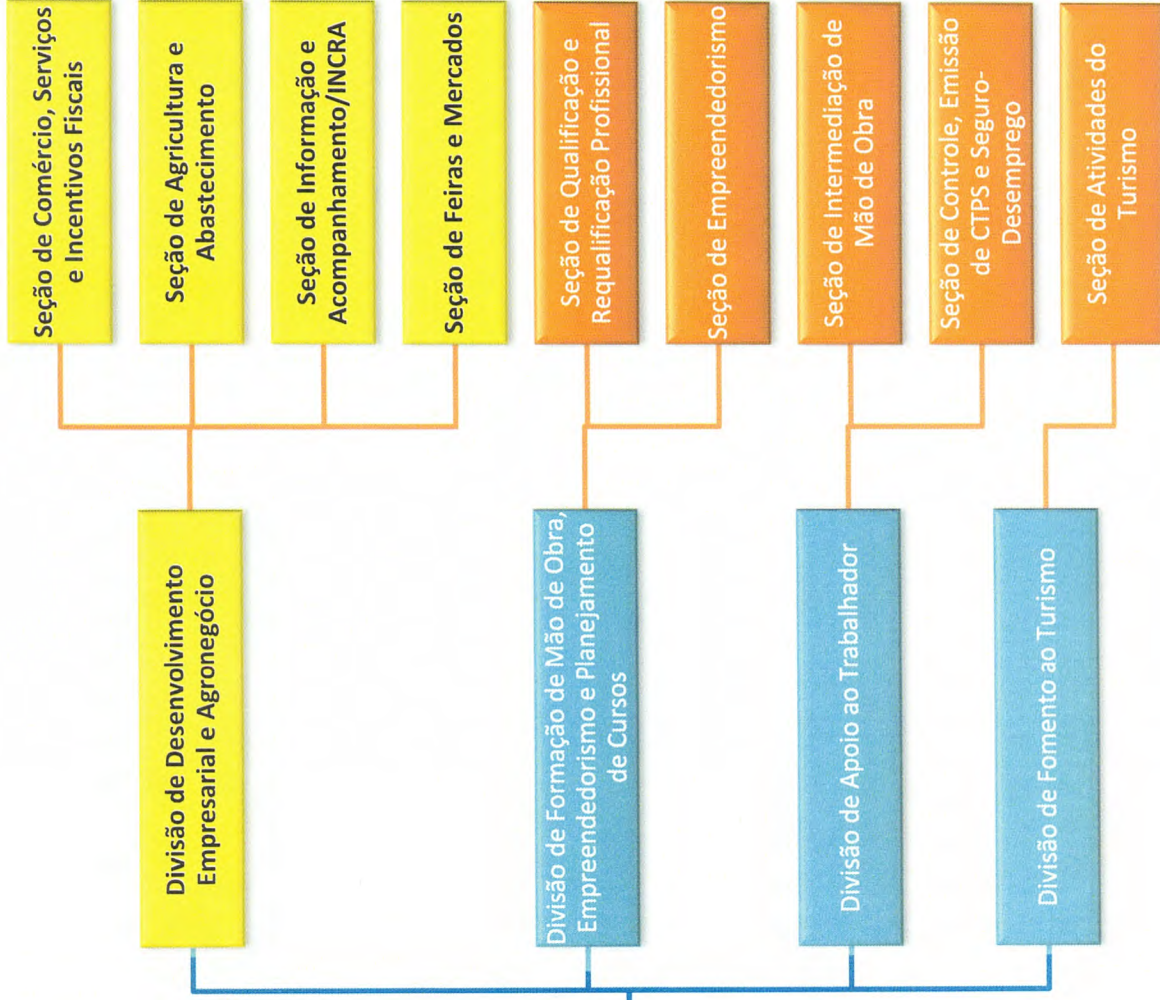 Seção de Comércio, Serviços
e Incentivos Fiscais
Seção de Agricultura e
Abastecimento
Seção de Informação e
Acompanhamento/INCRA
Seção de Feiras e Mercados
Seção de Qualificação e
Requalificação Profissional
Seção de Empreendedorismo
Seção de Intermediação de
Mão de Obra
Seção de Controle, Emissão
de CTPS e Seguro-
Desemprego
Seção de Atividades do
Turismo
Divisão de Desenvolvimento
Empresarial e Agronegócio
Divisão de Formação de Mão de Obra,
Empreendedorismo e Planejamento
de Cursos
Divisão de Apoio ao Trabalhador
Divisão de Fomento ao Turismo